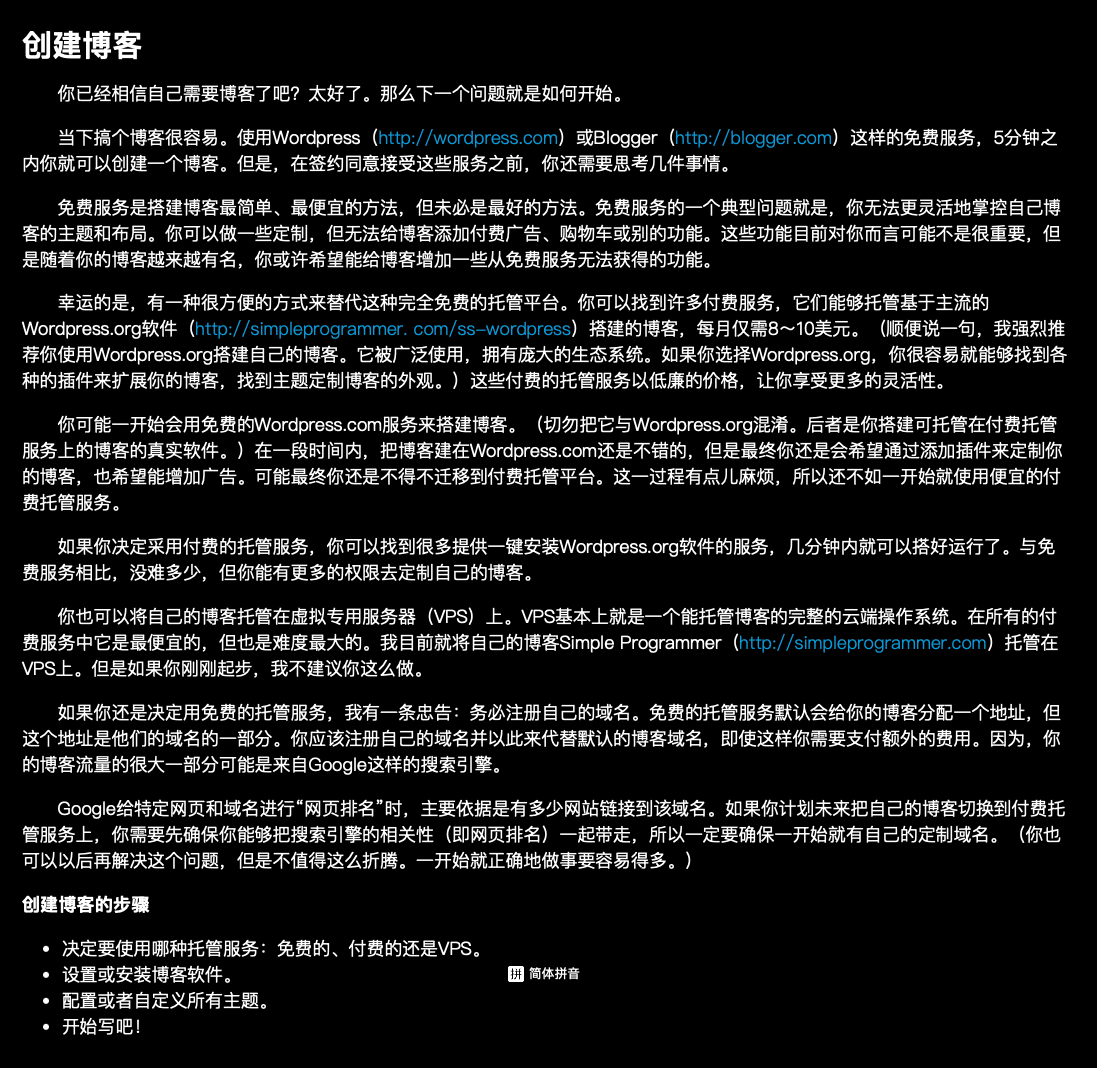 创建博客
你已经相信自己需要博客了吧？太好了。那么下一个问题就是如何开始。
当下搞个博客很容易。使用Wordpress（http://wordpress.com）或Blogger（http://blogger.com）这样的免费服务，5分钟之
内你就可以创建一个博客。但是，在签约同意接受这些服务之前，你还需要思考几件事情。
免费服务是搭建博客最简单、最便宜的方法，但未必是最好的方法。免费服务的一个典型问题就是，你无法更灵活地掌控自己博
客的主题和布局。你可以做一些定制，但无法给博客添加付费广告、购物车或别的功能。这些功能目前对你而言可能不是很重要，但
是随着你的博客越来越有名，你或许希望能给博客增加一些从免费服务无法获得的功能。
幸运的是，有一种很方便的方式来替代这种完全免费的托管平台。你可以找到许多付费服务，它们能够托管基于主流的
Wordpress.org软件（http://simpleprogrammer. com/ss-wordpress）搭建的博客，每月仅需8～10美元。（顺便说一句，我强烈推
荐你使用Wordpress.org搭建自己的博客。它被广泛使用，拥有庞大的生态系统。如果你选择Wordpress.org，你很容易就能够找到各
种的插件来扩展你的博客，找到主题定制博客的外观。）这些付费的托管服务以低廉的价格，让你享受更多的灵活性。
你可能一开始会用免费的Wordpress.com服务来搭建博客。（切勿把它与Wordpress.org混淆。后者是你搭建可托管在付费托管
服务上的博客的真实软件。）在一段时间内，把博客建在Wordpress.com还是不错的，但是最终你还是会希望通过添加插件来定制你
的博客，也希望能增加广告。可能最终你还是不得不迁移到付费托管平台。这一过程有点儿麻烦，所以还不如一开始就使用便宜的付
费托管服务。
如果你决定采用付费的托管服务，你可以找到很多提供一键安装Wordpress.org软件的服务，几分钟内就可以搭好运行了。与免
费服务相比，没难多少，但你能有更多的权限去定制自己的博客。
你也可以将自己的博客托管在虚拟专用服务器（VPS）上。VPS基本上就是一个能托管博客的完整的云端操作系统。在所有的付
费服务中它是最便宜的，但也是难度最大的。我目前就将自己的博客Simple Programmer（http://simpleprogrammer.com）托管在
VPS上。但是如果你刚刚起步，我不建议你这么做。
如果你还是决定用免费的托管服务，我有一条忠告：务必注册自己的域名。免费的托管服务默认会给你的博客分配一个地址，但
这个地址是他们的域名的一部分。你应该注册自己的域名并以此来代替默认的博客域名，即使这样你需要支付额外的费用。因为，你
的博客流量的很大一部分可能是来自Google这样的搜索引擎。
Google给特定网页和域名进行“网页排名”时，主要依据是有多少网站链接到该域名。如果你计划未来把自己的博客切换到付费托
管服务上，你需要先确保你能够把搜索引擎的相关性（即网页排名）一起带走，所以一定要确保一开始就有自己的定制域名。（你也
可以以后再解决这个问题，但是不值得这么折腾。一开始就正确地做事要容易得多。）
创建博客的步骤
• 决定要使用哪种托管服务：免费的、付费的还是VPS。
• 设置或安装博客软件。
拼 简体拼音
• 配置或者自定义所有主题。
• 开始写吧！